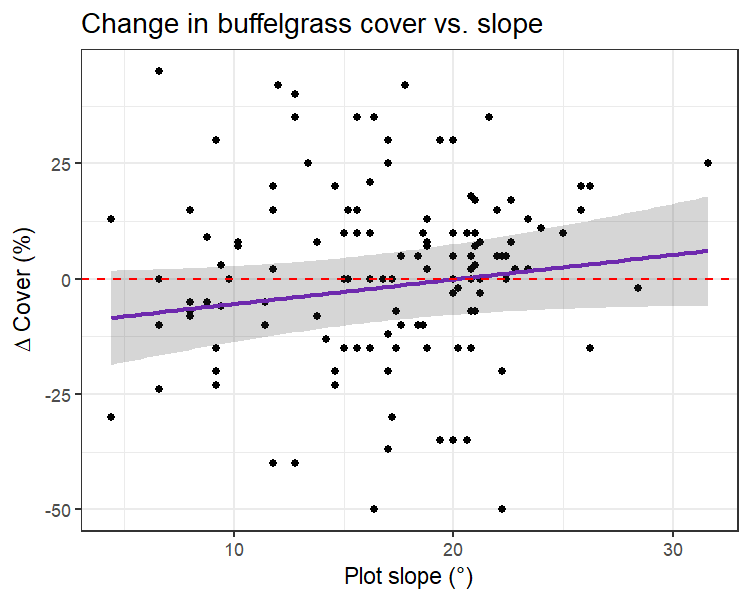 Change in buffelgrass cover vs. slope
Δ Cover (%)
25
0
-25
-50
10 20 30
Plot slope (°)